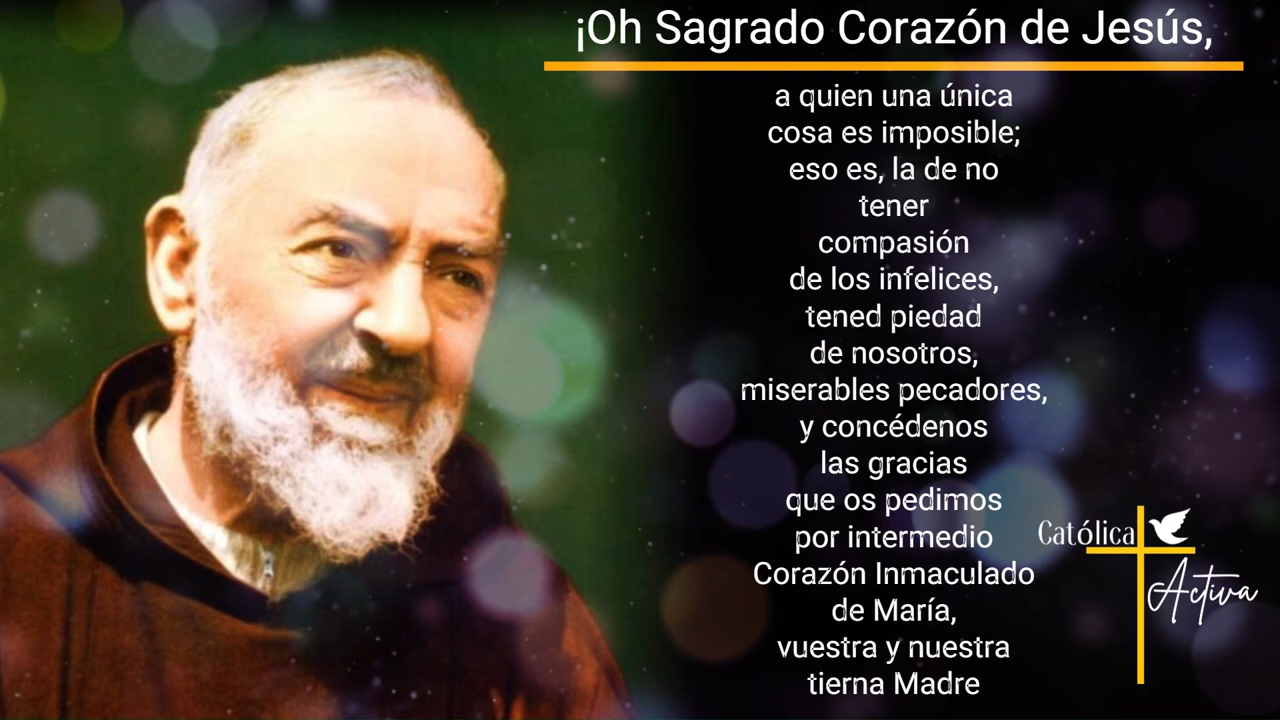 ¡Oh Sagrado Corazón de Jesús,
a quien una única
cosa es imposible;
eso es, la de no
tener
compasión
de los infelices,
tened piedad
de nosotros,
miserables pecadores,
y concédenos
las gracias
que os pedimos
por intermedio
Corazón Inmaculado
de María,
vuestra y nuestra
tierna Madre
Católica
Activa